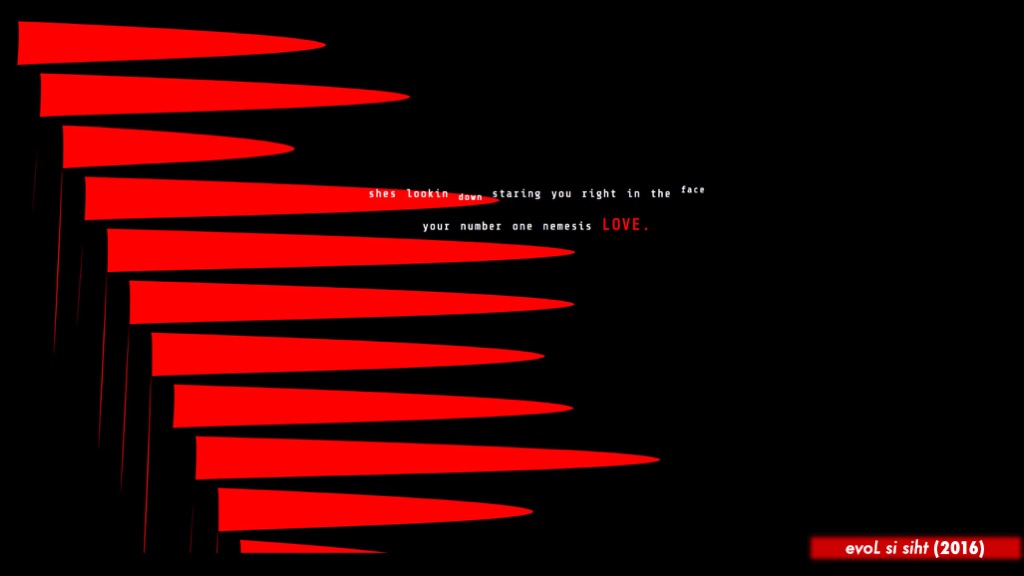 shes lookin down staring you right in the face
your number one nemesis LOVE.
evoL si siht (2016)